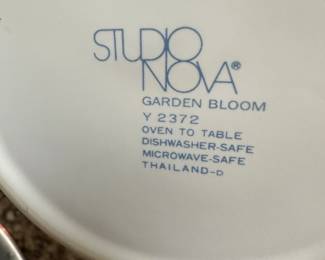 STUDIO
NOVA®
GARDEN BLOOM
Y 2372
OVEN TO TABLE
DISHWASHER-SAFE
MICROWAVE-SAFE
THAILAND-D